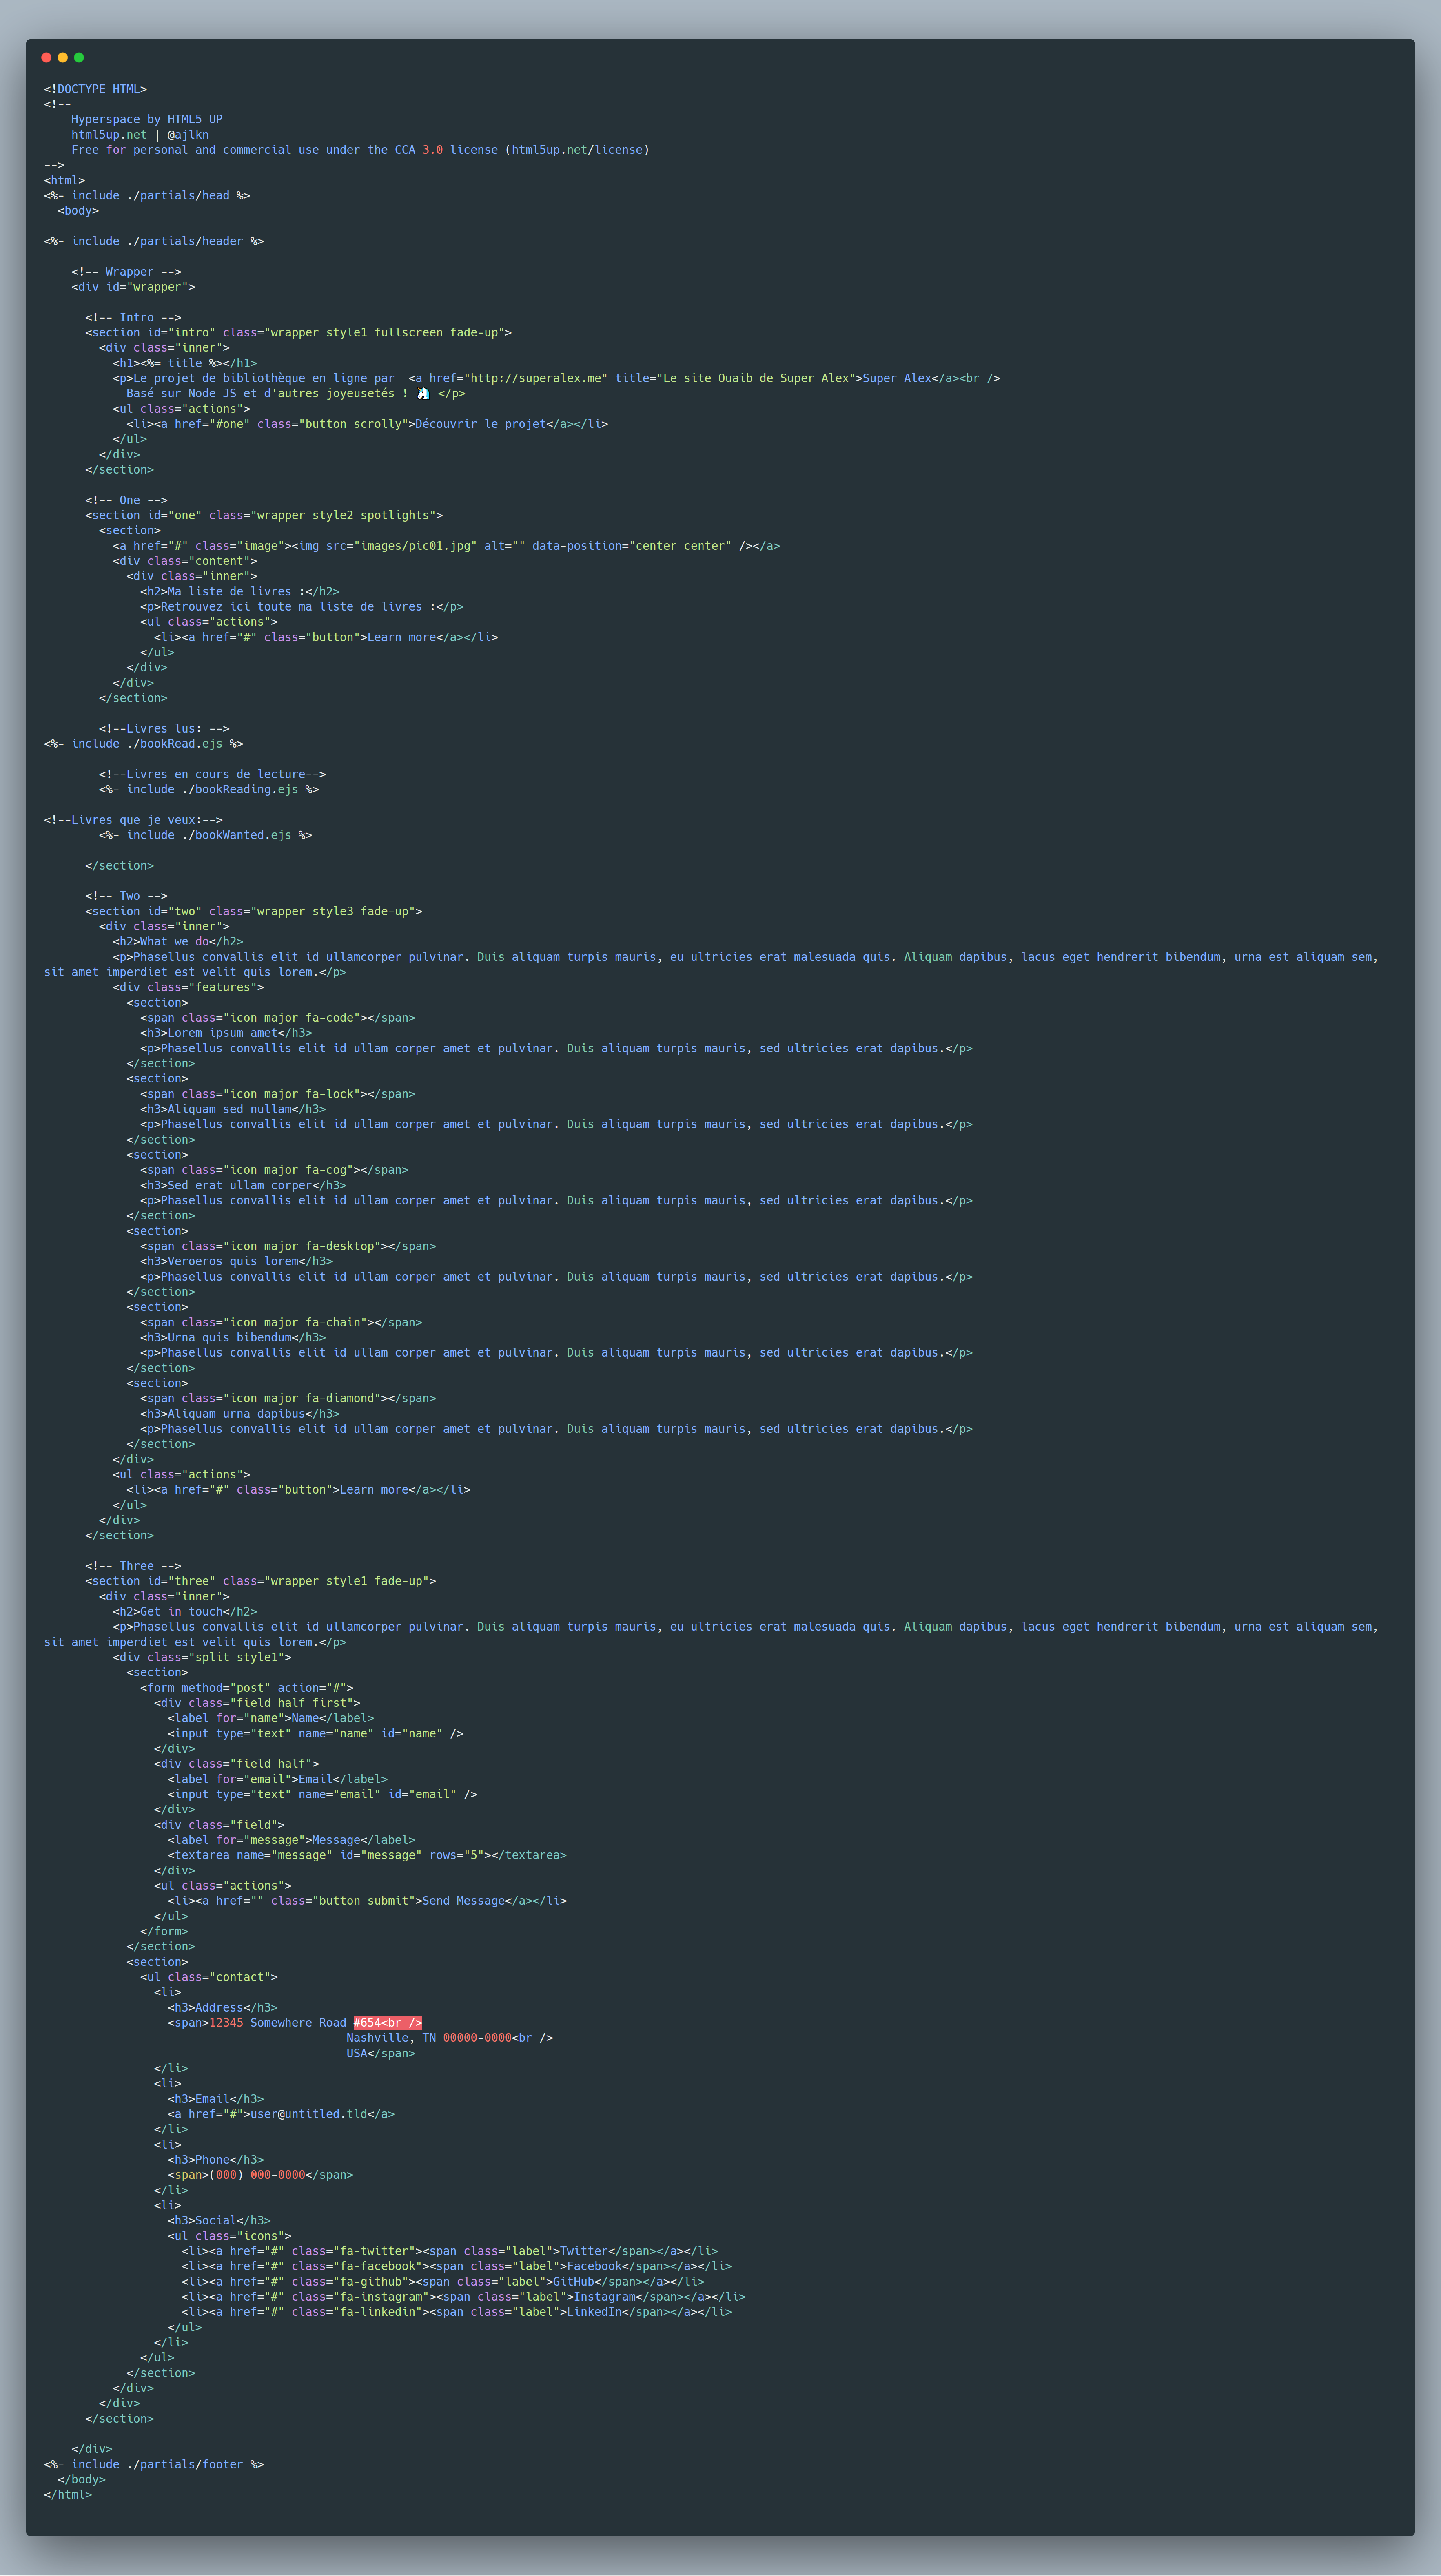 <!DOCTYPE HTML>
<!--
    Hyperspace by HTML5 UP
    html5up.net | @ajlkn
    Free for personal and commercial use under the CCA 3.0 license (html5up.net/license)
-->
<html>
<%- include ./partials/head %>
  <body>

<%- include ./partials/header %>

    <!-- Wrapper -->
    <div id="wrapper">

      <!-- Intro -->
      <section id="intro" class="wrapper style1 fullscreen fade-up">
        <div class="inner">
          <h1><%= title %></h1>
          <p>Le projet de bibliothèque en ligne par  <a href="http://superalex.me" title="Le site Ouaib de Super Alex">Super Alex</a><br />
            Basé sur Node JS et d'autres joyeusetés ! 🦄 </p>
          <ul class="actions">
            <li><a href="#one" class="button scrolly">Découvrir le projet</a></li>
          </ul>
        </div>
      </section>

      <!-- One -->
      <section id="one" class="wrapper style2 spotlights">
        <section>
          <a href="#" class="image"><img src="images/pic01.jpg" alt="" data-position="center center" /></a>
          <div class="content">
            <div class="inner">
              <h2>Ma liste de livres :</h2>
              <p>Retrouvez ici toute ma liste de livres :</p>
              <ul class="actions">
                <li><a href="#" class="button">Learn more</a></li>
              </ul>
            </div>
          </div>
        </section>

        <!--Livres lus: -->
<%- include ./bookRead.ejs %>

        <!--Livres en cours de lecture-->
        <%- include ./bookReading.ejs %>

<!--Livres que je veux:-->
        <%- include ./bookWanted.ejs %>

      </section>

      <!-- Two -->
      <section id="two" class="wrapper style3 fade-up">
        <div class="inner">
          <h2>What we do</h2>
          <p>Phasellus convallis elit id ullamcorper pulvinar. Duis aliquam turpis mauris, eu ultricies erat malesuada quis. Aliquam dapibus, lacus eget hendrerit bibendum, urna est aliquam sem,
sit amet imperdiet est velit quis lorem.</p>
          <div class="features">
            <section>
              <span class="icon major fa-code"></span>
              <h3>Lorem ipsum amet</h3>
              <p>Phasellus convallis elit id ullam corper amet et pulvinar. Duis aliquam turpis mauris, sed ultricies erat dapibus.</p>
            </section>
            <section>
              <span class="icon major fa-lock"></span>
              <h3>Aliquam sed nullam</h3>
              <p>Phasellus convallis elit id ullam corper amet et pulvinar. Duis aliquam turpis mauris, sed ultricies erat dapibus.</p>
            </section>
            <section>
              <span class="icon major fa-cog"></span>
              <h3>Sed erat ullam corper</h3>
              <p>Phasellus convallis elit id ullam corper amet et pulvinar. Duis aliquam turpis mauris, sed ultricies erat dapibus.</p>
            </section>
            <section>
              <span class="icon major fa-desktop"></span>
              <h3>Veroeros quis lorem</h3>
              <p>Phasellus convallis elit id ullam corper amet et pulvinar. Duis aliquam turpis mauris, sed ultricies erat dapibus.</p>
            </section>
            <section>
              <span class="icon major fa-chain"></span>
              <h3>Urna quis bibendum</h3>
              <p>Phasellus convallis elit id ullam corper amet et pulvinar. Duis aliquam turpis mauris, sed ultricies erat dapibus.</p>
            </section>
            <section>
              <span class="icon major fa-diamond"></span>
              <h3>Aliquam urna dapibus</h3>
              <p>Phasellus convallis elit id ullam corper amet et pulvinar. Duis aliquam turpis mauris, sed ultricies erat dapibus.</p>
            </section>
          </div>
          <ul class="actions">
            <li><a href="#" class="button">Learn more</a></li>
          </ul>
        </div>
      </section>

      <!-- Three -->
      <section id="three" class="wrapper style1 fade-up">
        <div class="inner">
          <h2>Get in touch</h2>
          <p>Phasellus convallis elit id ullamcorper pulvinar. Duis aliquam turpis mauris, eu ultricies erat malesuada quis. Aliquam dapibus, lacus eget hendrerit bibendum, urna est aliquam sem,
sit amet imperdiet est velit quis lorem.</p>
          <div class="split style1">
            <section>
              <form method="post" action="#">
                <div class="field half first">
                  <label for="name">Name</label>
                  <input type="text" name="name" id="name" />
                </div>
                <div class="field half">
                  <label for="email">Email</label>
                  <input type="text" name="email" id="email" />
                </div>
                <div class="field">
                  <label for="message">Message</label>
                  <textarea name="message" id="message" rows="5"></textarea>
                </div>
                <ul class="actions">
                  <li><a href="" class="button submit">Send Message</a></li>
                </ul>
              </form>
            </section>
            <section>
              <ul class="contact">
                <li>
                  <h3>Address</h3>
                  <span>12345 Somewhere Road #654<br />
                                            Nashville, TN 00000-0000<br />
                                            USA</span>
                </li>
                <li>
                  <h3>Email</h3>
                  <a href="#">user@untitled.tld</a>
                </li>
                <li>
                  <h3>Phone</h3>
                  <span>(000) 000-0000</span>
                </li>
                <li>
                  <h3>Social</h3>
                  <ul class="icons">
                    <li><a href="#" class="fa-twitter"><span class="label">Twitter</span></a></li>
                    <li><a href="#" class="fa-facebook"><span class="label">Facebook</span></a></li>
                    <li><a href="#" class="fa-github"><span class="label">GitHub</span></a></li>
                    <li><a href="#" class="fa-instagram"><span class="label">Instagram</span></a></li>
                    <li><a href="#" class="fa-linkedin"><span class="label">LinkedIn</span></a></li>
                  </ul>
                </li>
              </ul>
            </section>
          </div>
        </div>
      </section>

    </div>
<%- include ./partials/footer %>
  </body>
</html>